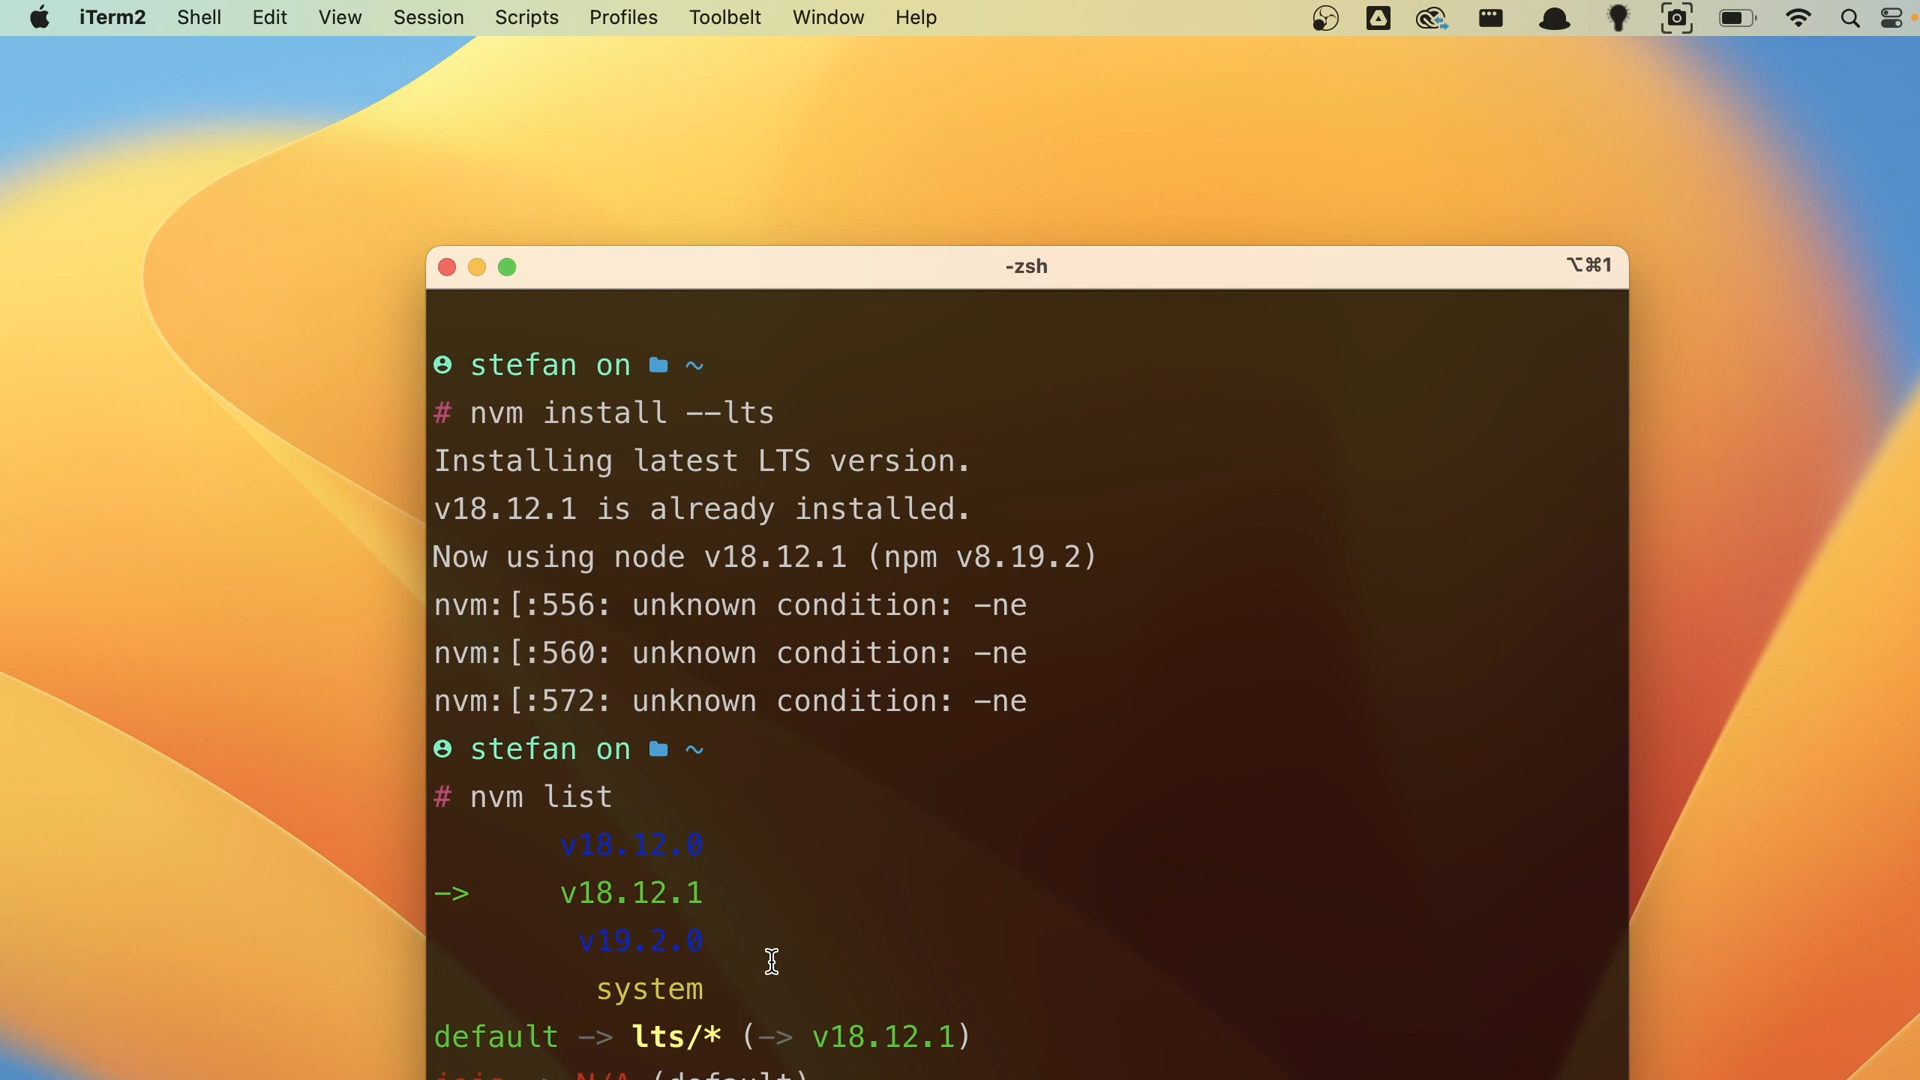 iTerm2 Shell Edit View Session Scripts Profiles Toolbelt Window Help
-zsh ⌥⌘1
stefan on ~
# nvm install --lts
Installing latest LTS version.
v18.12.1 is already installed.
Now using node v18.12.1 (npm v8.19.2)
nvm:[:556: unknown condition: -ne
nvm:[:560: unknown condition: -ne
nvm:[:572: unknown condition: -ne
stefan on ~
# nvm list
v18.12.0
-> v18.12.1
v19.2.0
system
default -> lts/* (-> v18.12.1)
-> N/A (default)